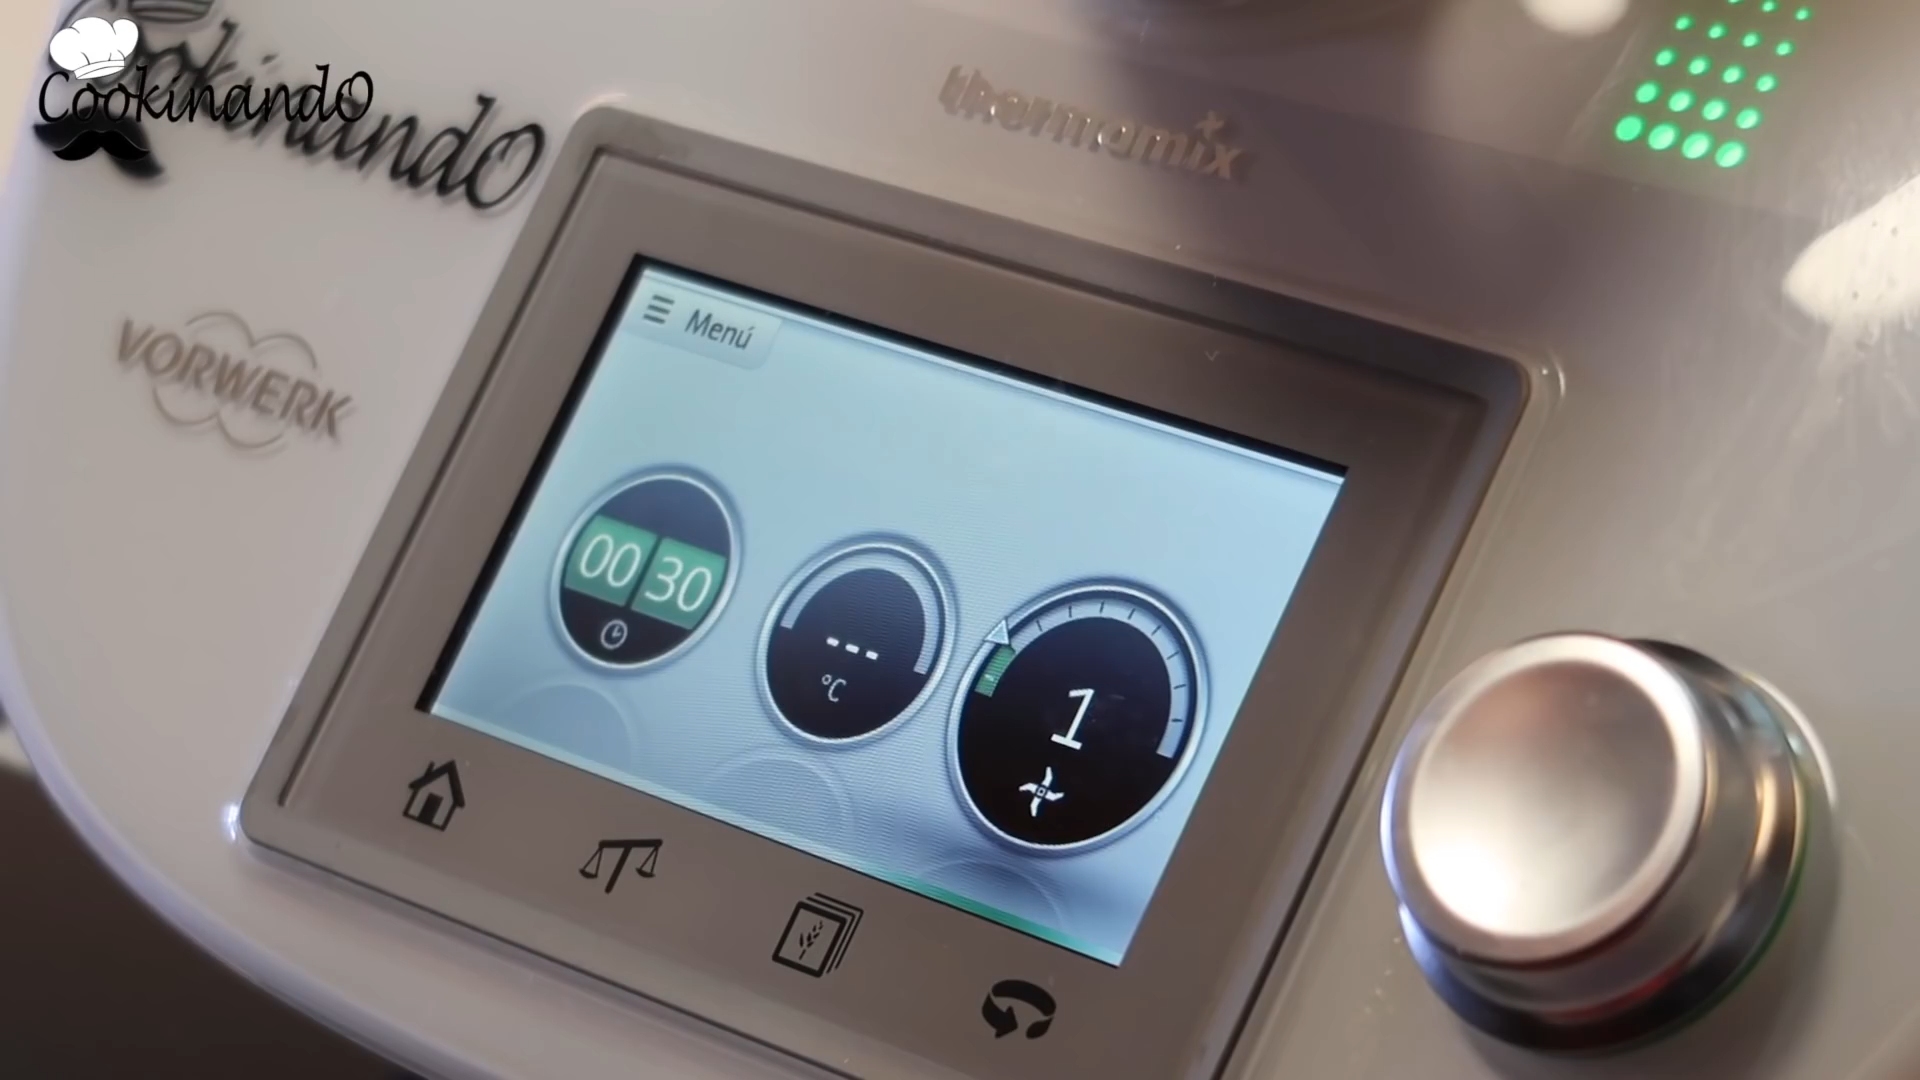 CookinandO
CookinandO
thermomix
VORWERK
Menú
00 30
---
°C
1